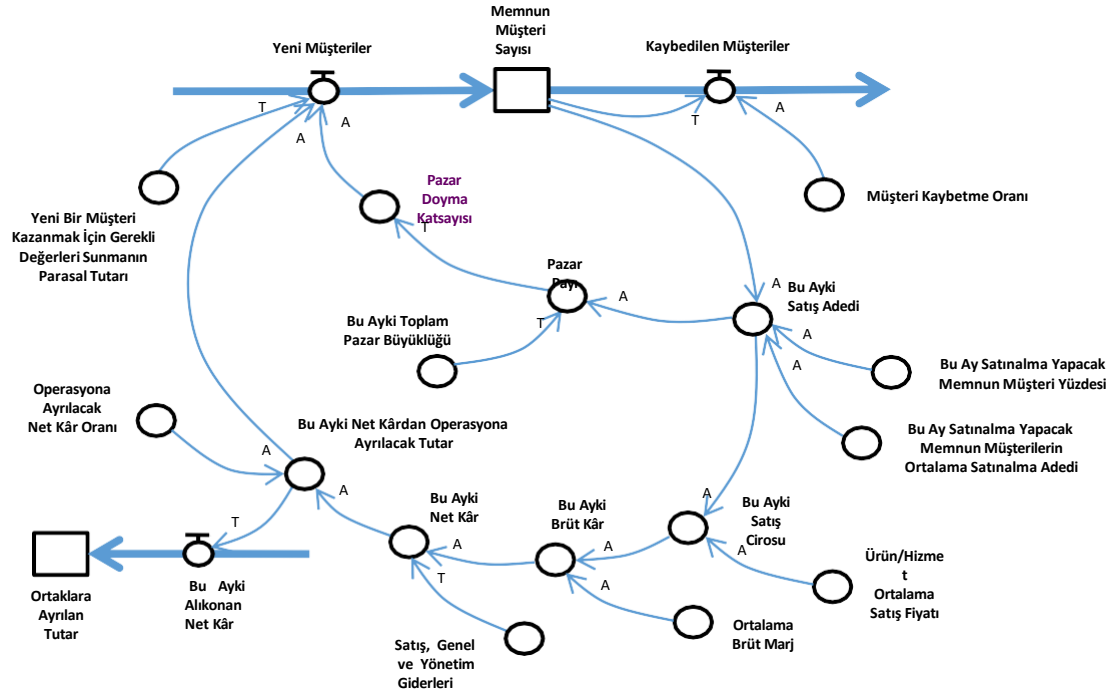 Memnun
Müşteri
Sayısı
Yeni Müşteriler
Kaybedilen Müşteriler
T
A
A
T
A
Yeni Bir Müşteri
Kazanmak İçin Gerekli
Değerleri Sunmanın
Parasal Tutarı
Pazar
Doyma
Katsayısı
T
Müşteri Kaybetme Oranı
Pazar
Payı
A
T
Bu Ayki Toplam
Pazar Büyüklüğü
A
Bu Ayki
Satış Adedi
A
A
Bu Ay Satınalma Yapacak
Memnun Müşteri Yüzdesi
Bu Ay Satınalma Yapacak
Memnun Müşterilerin
Ortalama Satınalma Adedi
Operasyona
Ayrılacak
Net Kâr Oranı
Bu Ayki Net Kârdan Operasyona
Ayrılacak Tutar
A
A
T
Bu Ayki
Net Kâr
A
T
Bu Ayki
Brüt Kâr
A
A
A
Bu Ayki
Satış
Cirosu
A
Ürün/Hizme
t
Ortalama
Satış Fiyatı
Ortaklara
Ayrılan
Tutar
Bu Ayki
Alıkonan
Net Kâr
Satış, Genel
ve Yönetim
Giderleri
Ortalama
Brüt Marj